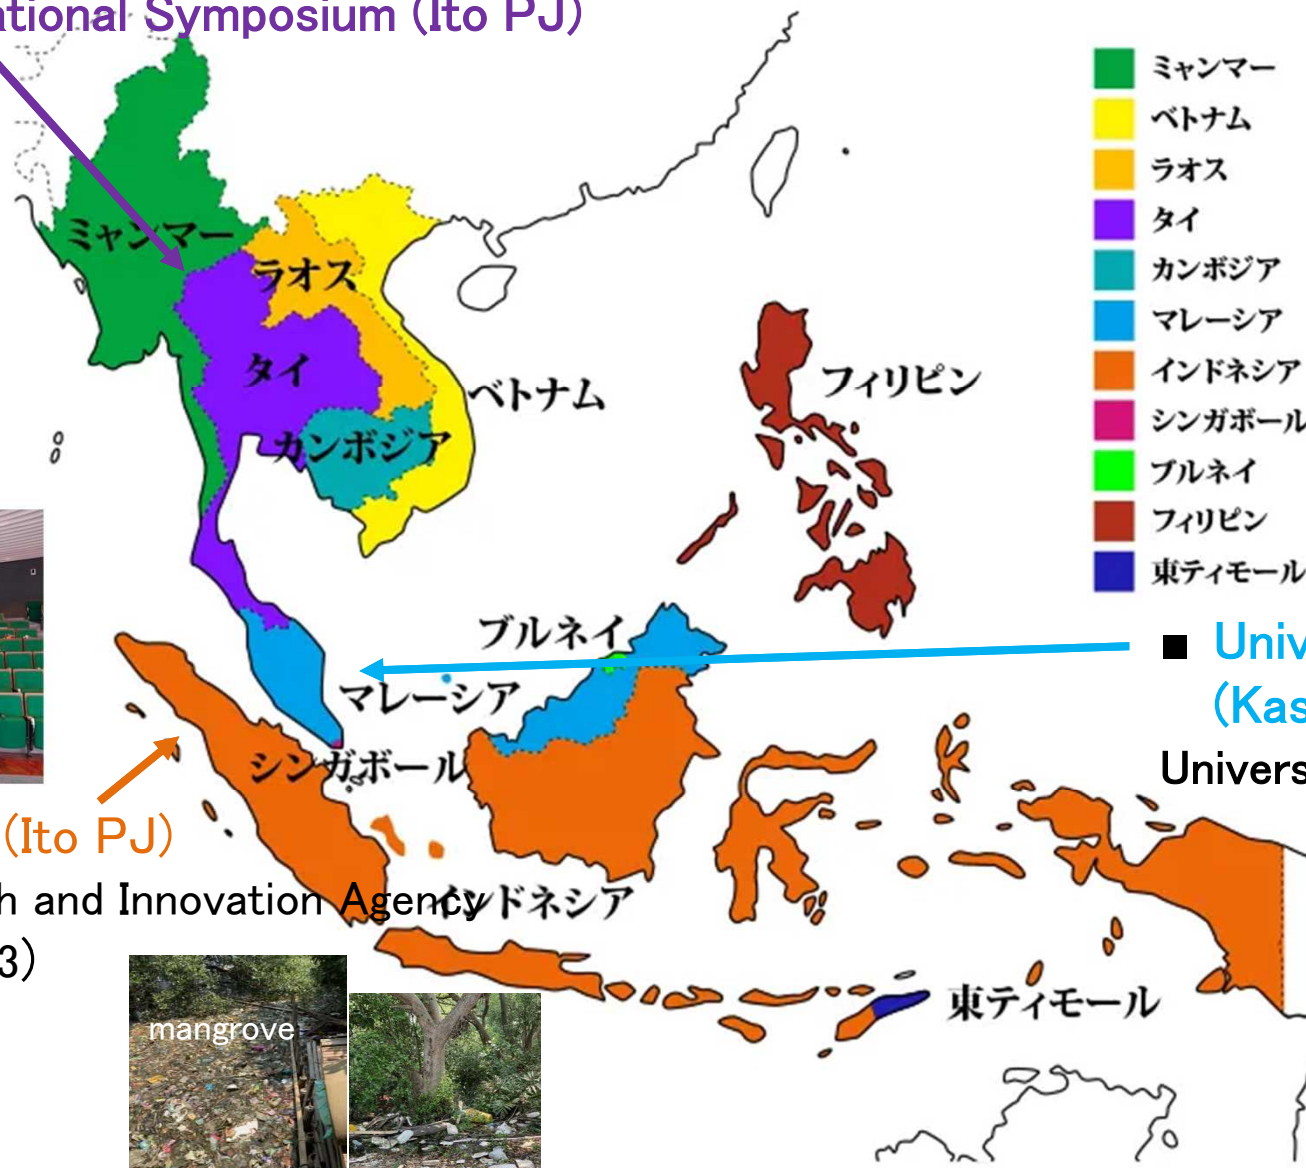 ational Symposium (Ito PJ)
ミャンマー
ベトナム
ラオス
タイ
カンボジア
マレーシア
インドネシア
シンガポール
ブルネイ
フィリピン
東ティモール
ミャンマー
ラオス
タイ
ベトナム
カンボジア
フィリピン
ブルネイ
マレーシア
シンガポール
インドネシア
東ティモール
■ Univ
(Kas
Univers
(Ito PJ)
h and Innovation Agency
3)
mangrove